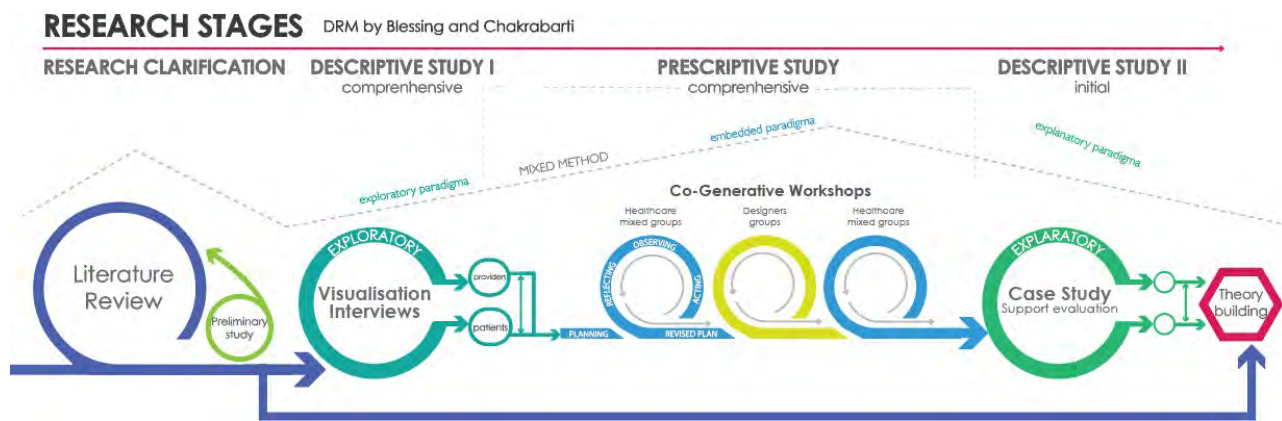 RESEARCH STAGES DRM by Blessing and Chakrabarti
RESEARCH CLARIFICATION
DESCRIPTIVE STUDY I
comprenhensive
PRESCRIPTIVE STUDY
comprenhensive
DESCRIPTIVE STUDY II
initial
exploratory paradigma
MIXED METHOD
embedded paradigma
explanatory paradigma
Literature
Review
Preliminary
study
EXPLORATORY
Visualisation
Interviews
providers
patients
Co-Generative Workshops
Healthcare
mixed groups
Designers
groups
Healthcare
mixed groups
PLANNING
REFLECTING
OBSERVING
ACTING
REVISED PLAN
EXPLARATORY
Case Study
Support evaluation
Theory
building